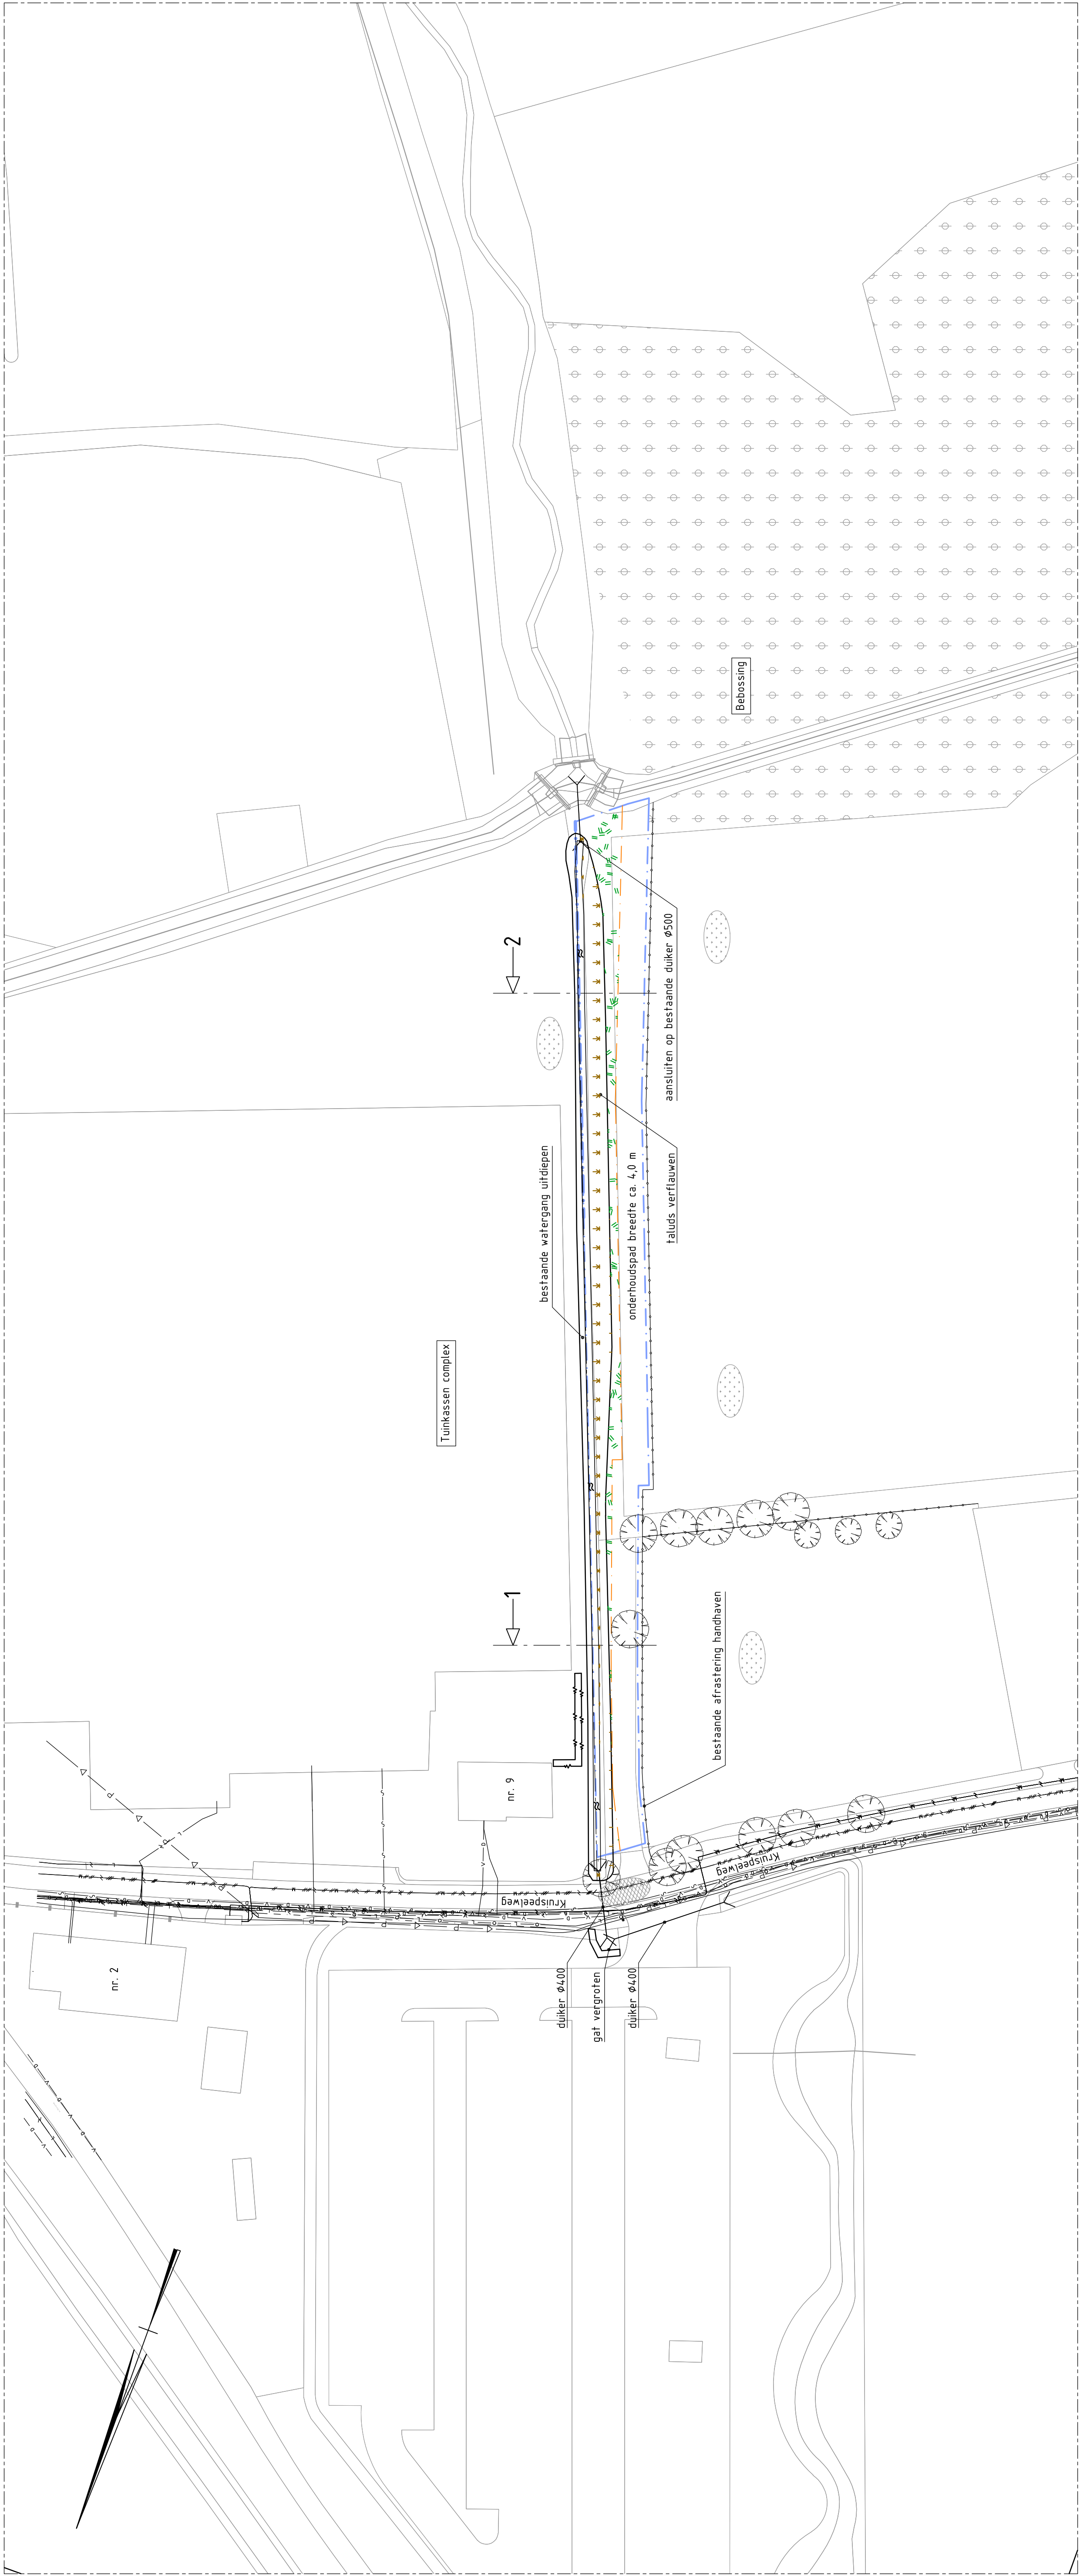 Bebossing
2
aansluiten op bestaande duiker Ø500
bestaande watergang uitdiepen
onderhoudspad breedte ca. 4,0 m
taluds verflauwen
Tuinkassen complex
1
bestaande afrastering handhaven
nr. 9
Kruispeelweg
Kruispeelweg
nr. 2
duiker Ø400
gat vergroten
duiker Ø400